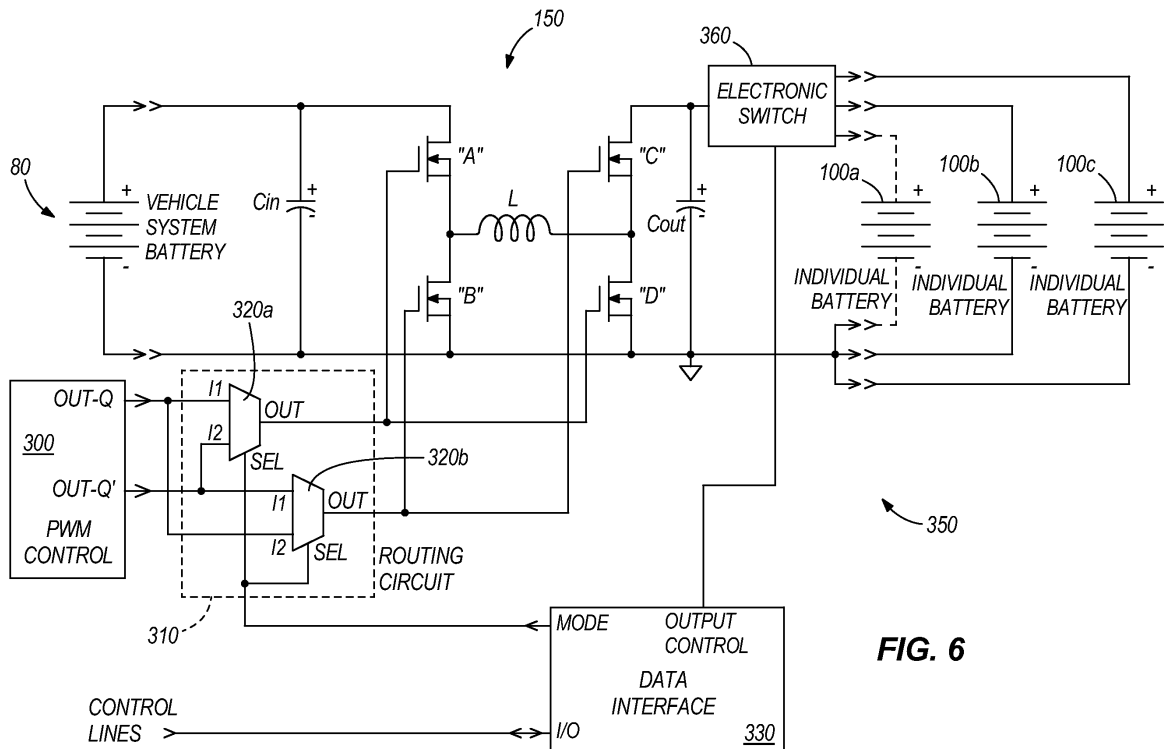 150
360
ELECTRONIC
SWITCH
80
+
-
VEHICLE
SYSTEM
BATTERY
Cin
+
-
"A"
"B"
L
"C"
"D"
+
-
Cout
100a
100b
100c
+
-
+
-
+
-
INDIVIDUAL
BATTERY
INDIVIDUAL
BATTERY
INDIVIDUAL
BATTERY
320a
OUT-Q
300
OUT-Q'
PWM
CONTROL
I1
I2
OUT
SEL
320b
I1
I2
OUT
SEL
ROUTING
CIRCUIT
310
350
MODE
OUTPUT
CONTROL
DATA
INTERFACE
I/O
330
CONTROL
LINES
FIG. 6